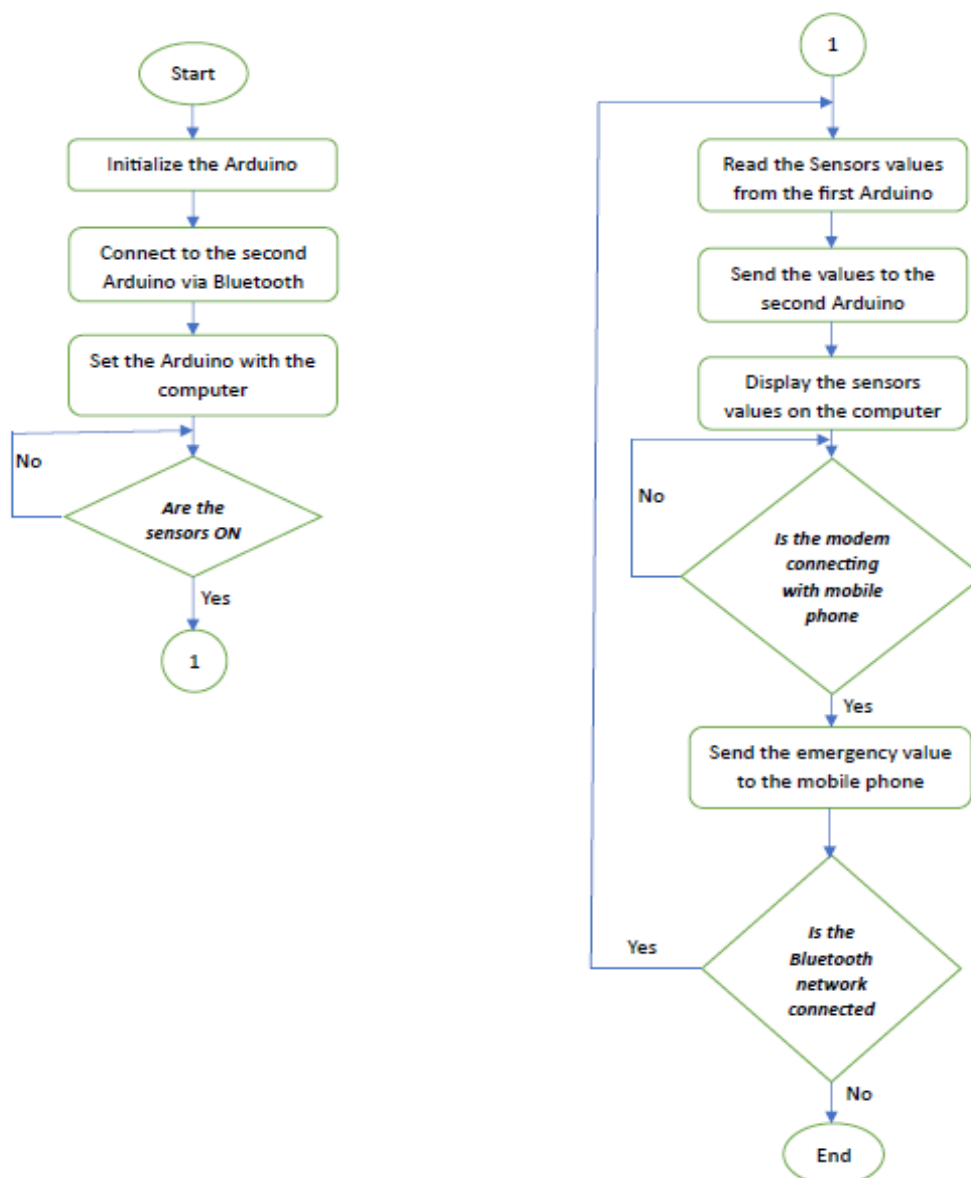 Start
Initialize the Arduino
Connect to the second
Arduino via Bluetooth
Set the Arduino with the
computer
No
Are the
sensors ON
Yes
1
1
Read the Sensors values
from the first Arduino
Send the values to the
second Arduino
Display the sensors
values on the computer
No
Is the modem
connecting
with mobile
phone
Yes
Send the emergency value
to the mobile phone
Yes
Is the
Bluetooth
network
connected
No
End